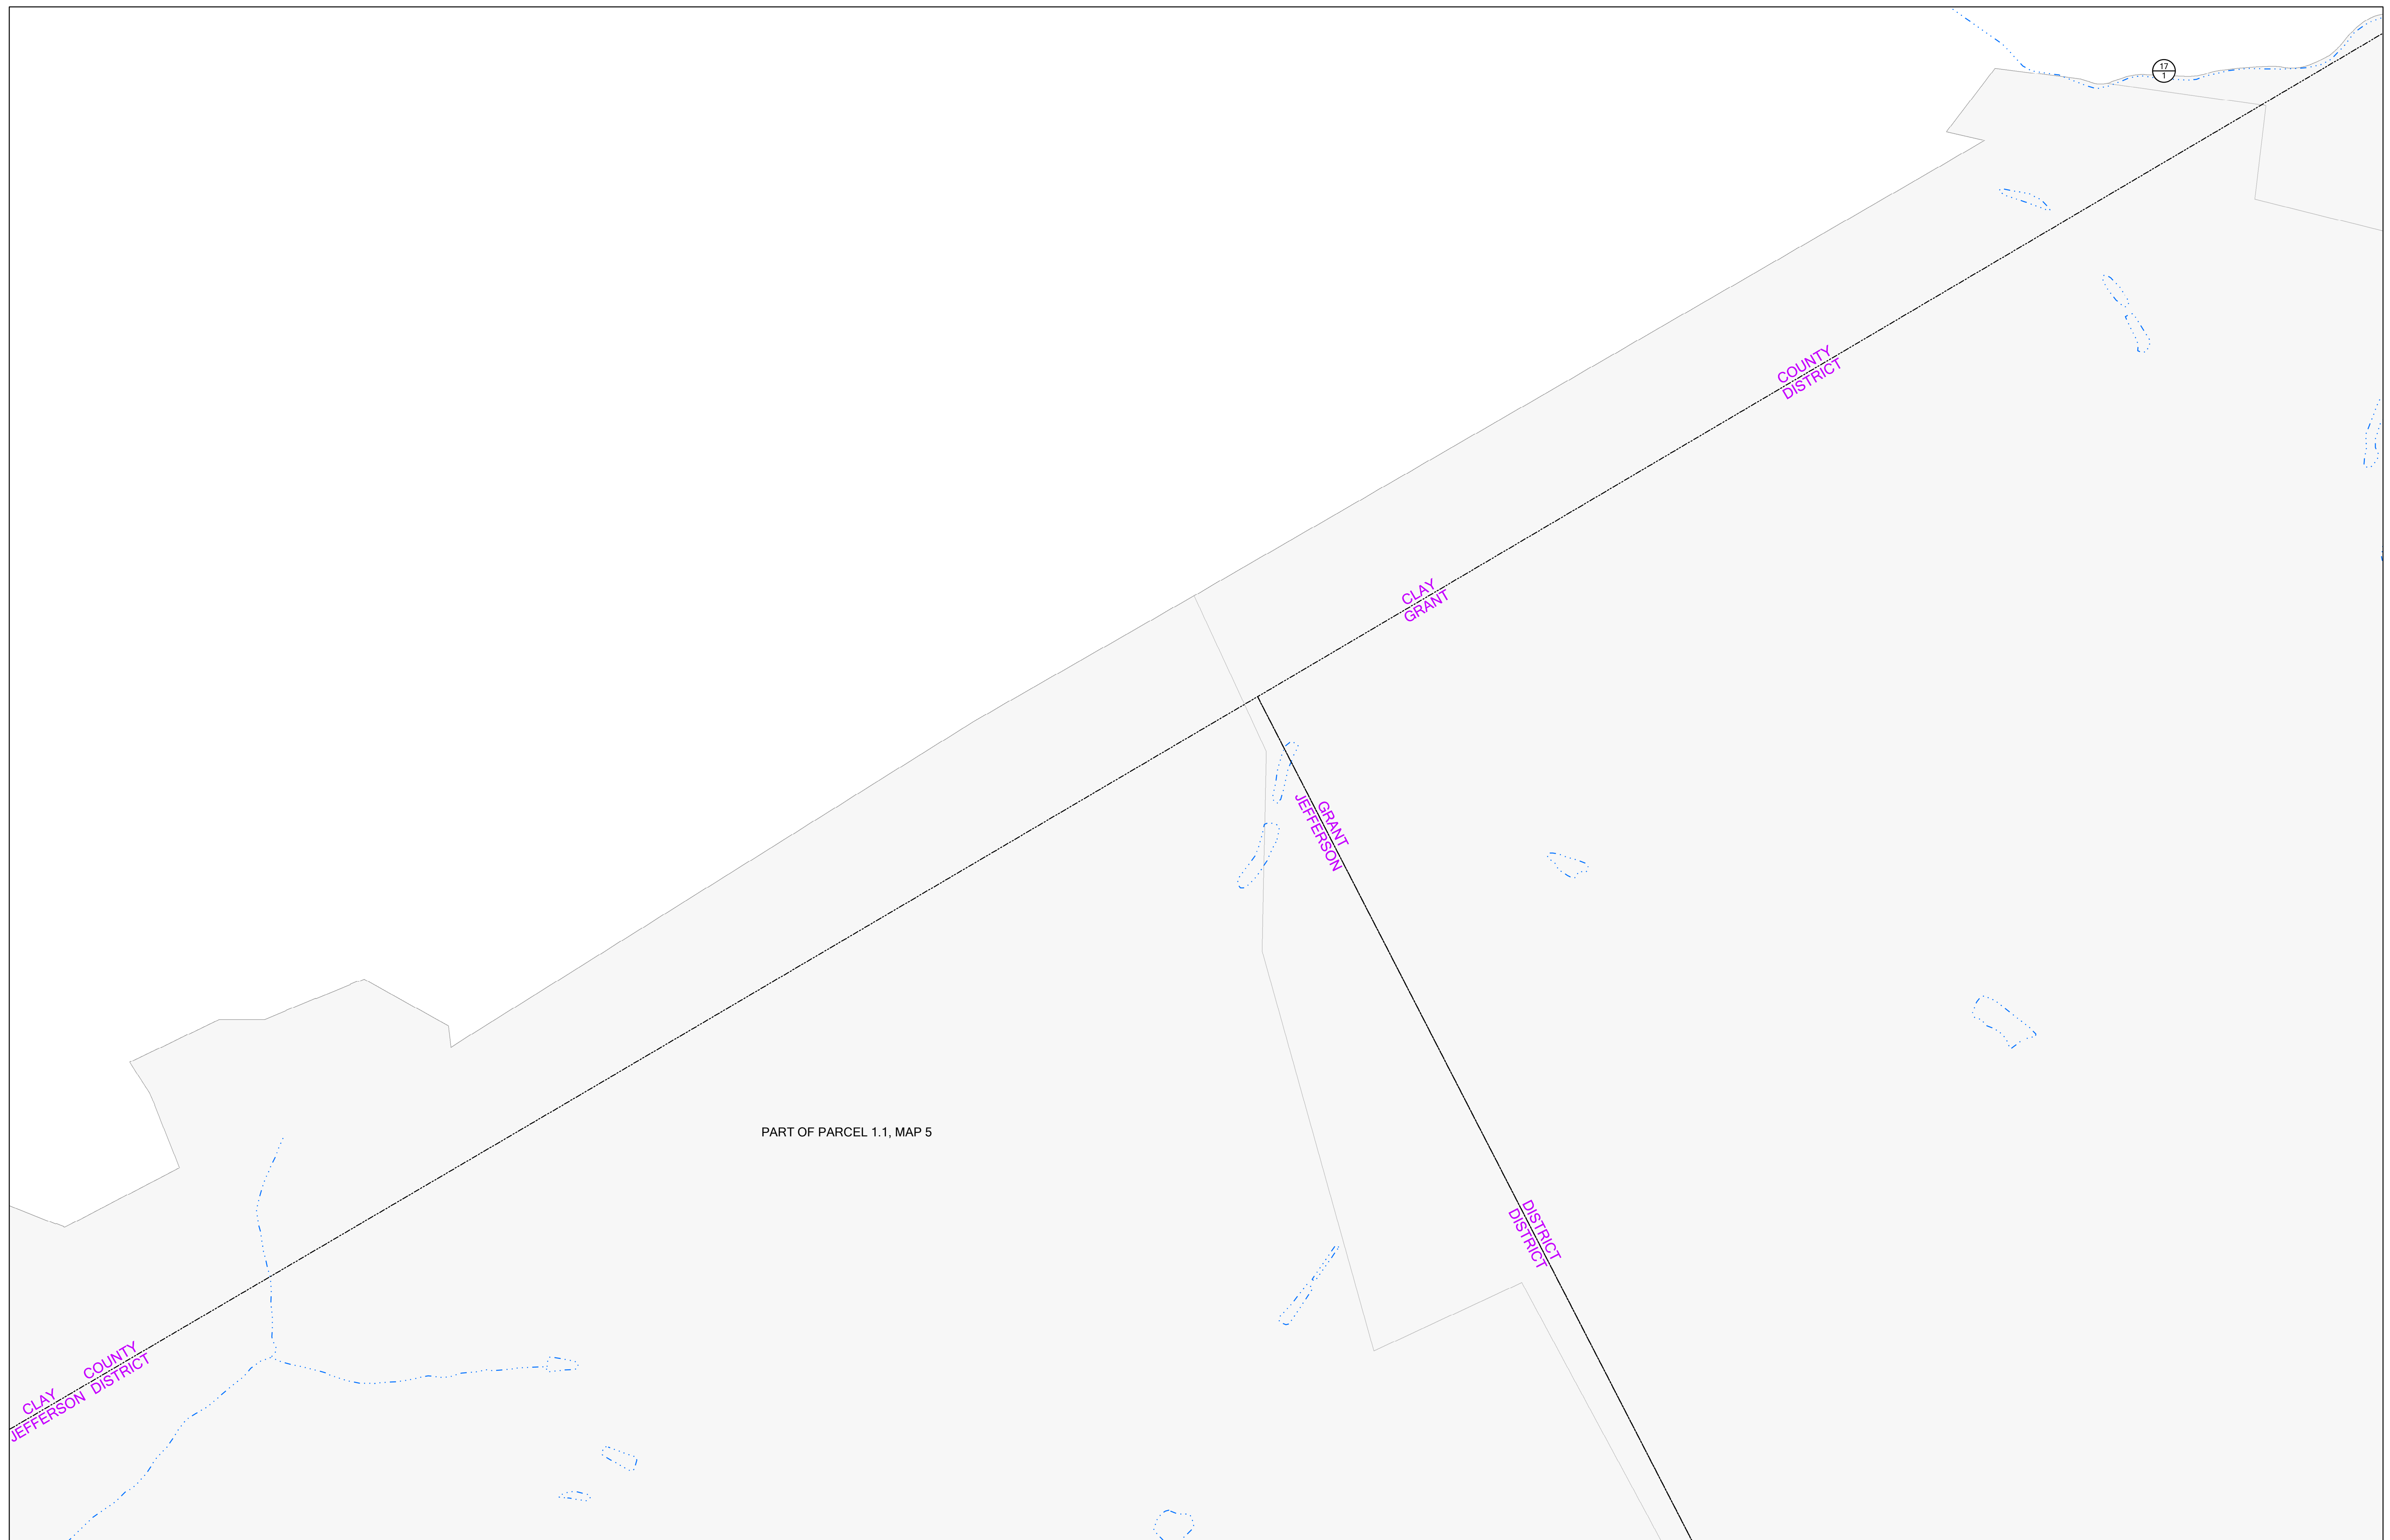 17
1
COUNTY
DISTRICT
CLAY
GRANT
GRANT
JEFFERSON
PART OF PARCEL 1.1, MAP 5
DISTRICT
DISTRICT
CLAY COUNTY
JEFFERSON DISTRICT